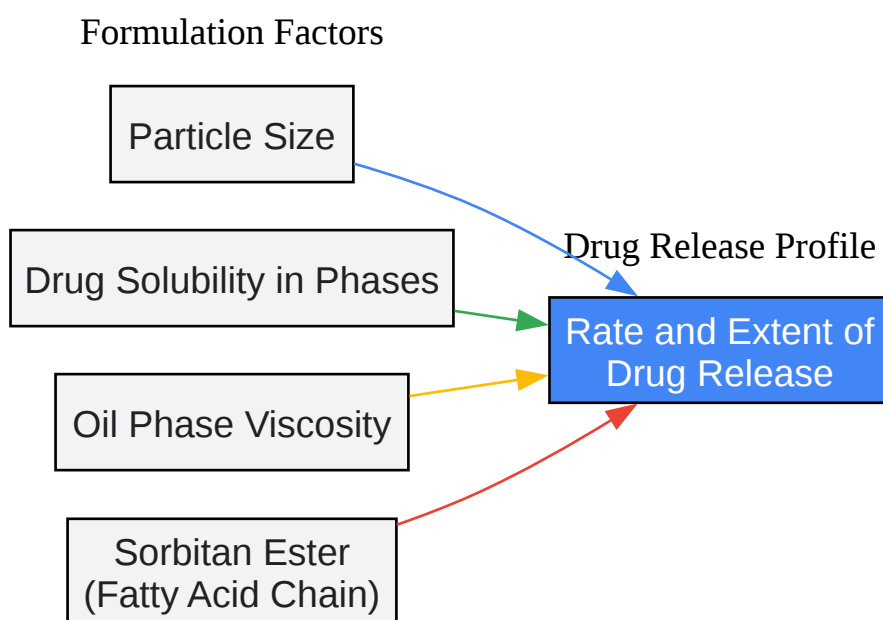 Formulation Factors
Particle Size
Drug Solubility in Phases
Oil Phase Viscosity
Sorbitan Ester
(Fatty Acid Chain)
Drug Release Profile
Rate and Extent of
Drug Release